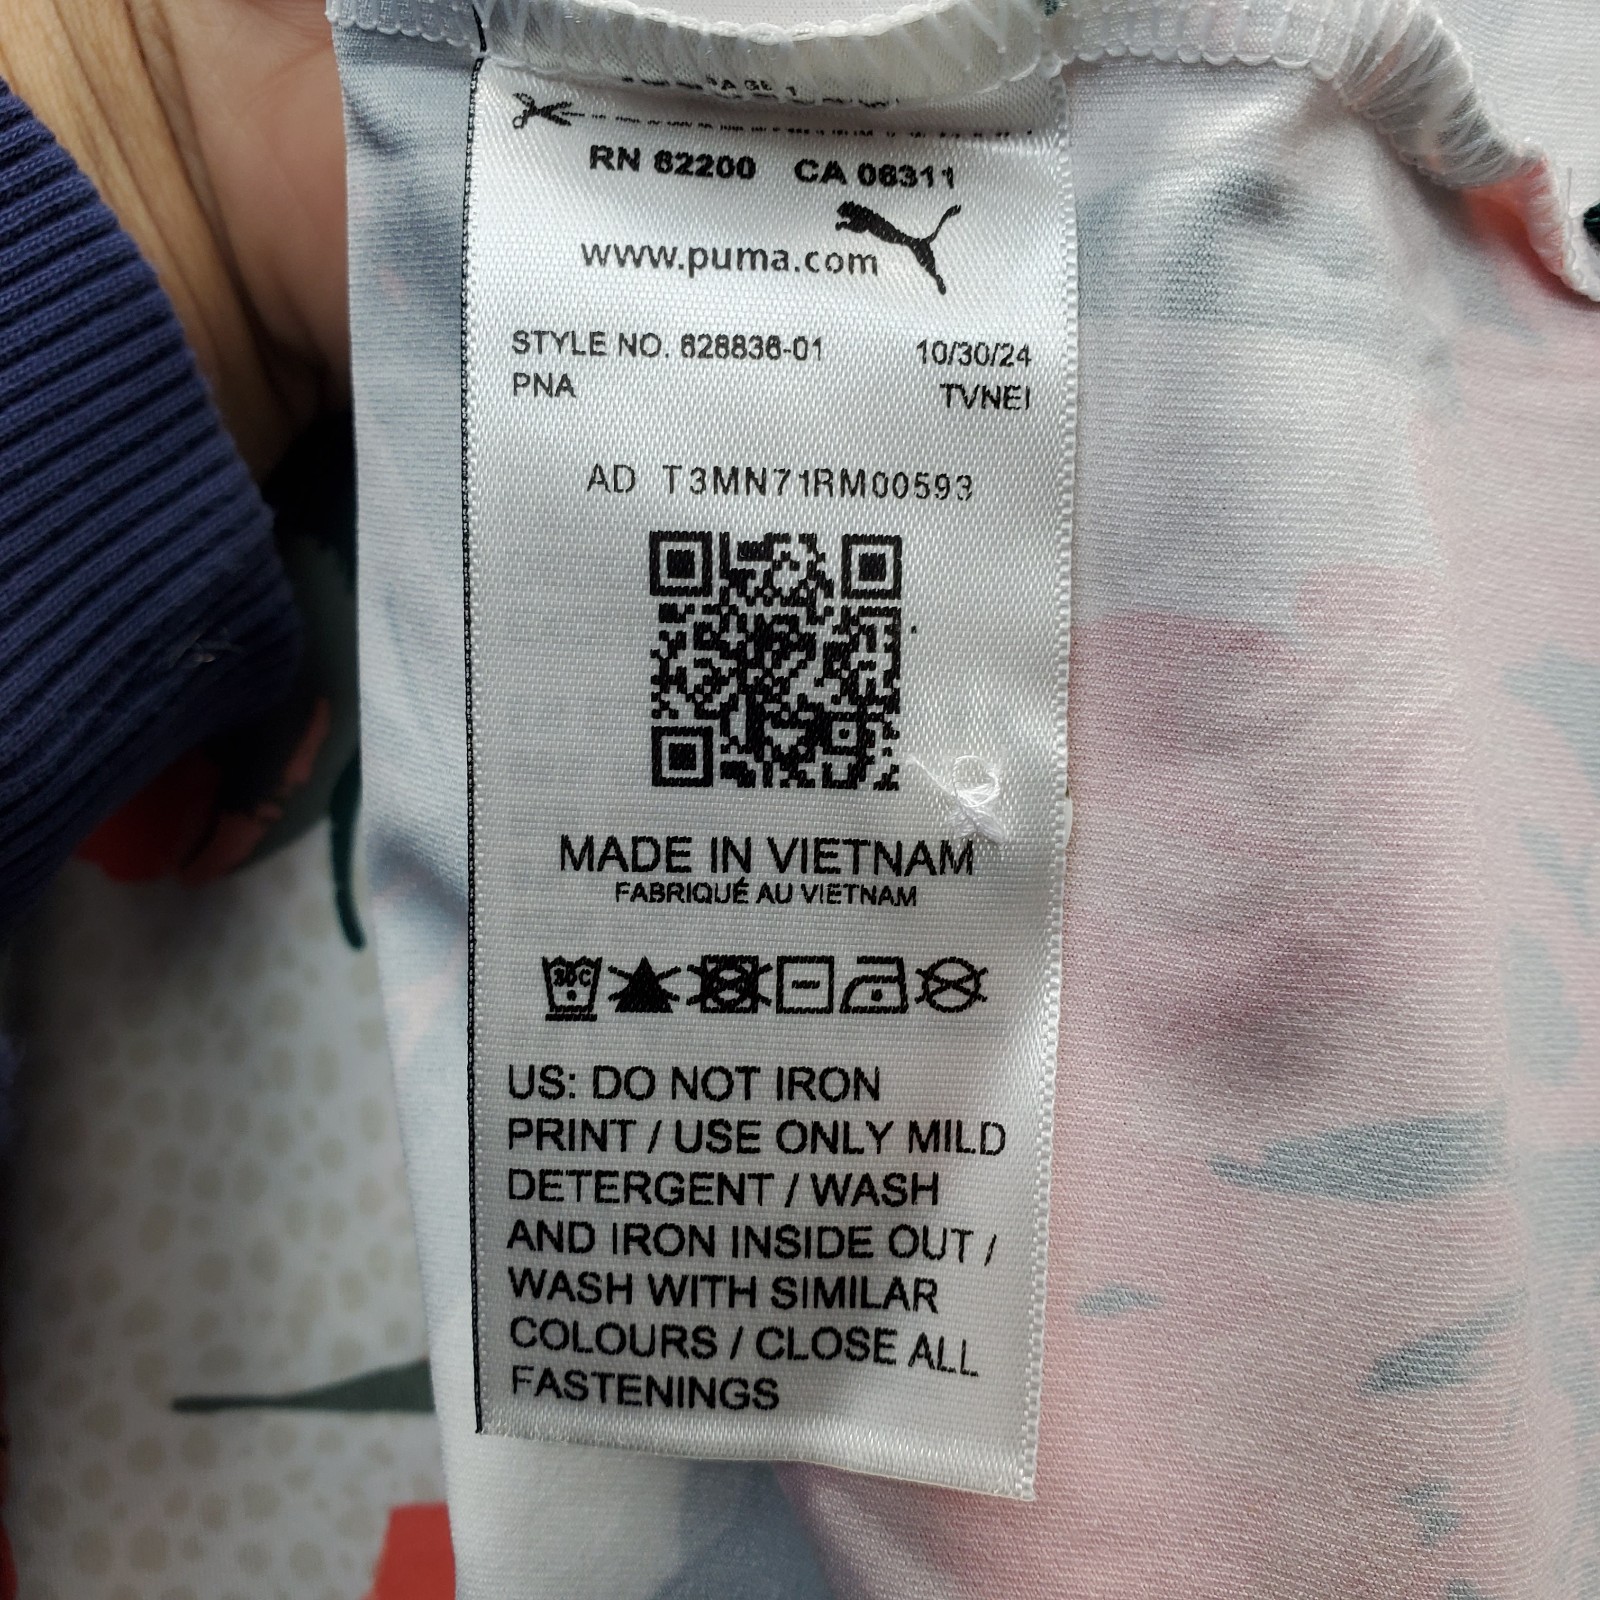 RN 62200 CA 06311
www.puma.com
STYLE NO. 628836-01 10/30/24
PNA TVNEI
AD T3MN71RM00593
MADE IN VIETNAM
FABRIQUÉ AU VIETNAM
30°C
US: DO NOT IRON
PRINT / USE ONLY MILD
DETERGENT / WASH
AND IRON INSIDE OUT /
WASH WITH SIMILAR
COLOURS / CLOSE ALL
FASTENINGS